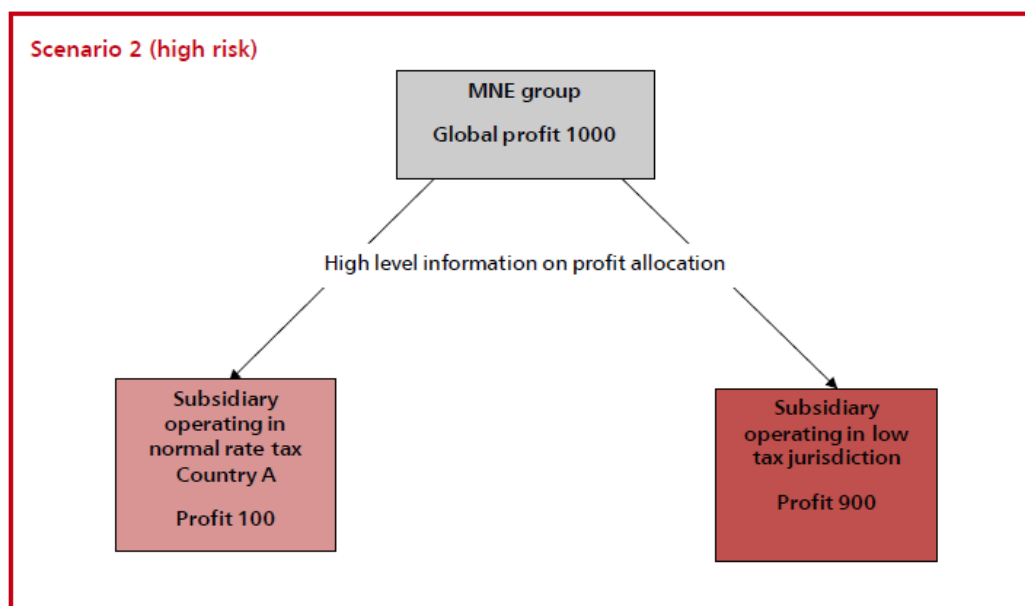 Scenario 2 (high risk)
MNE group
Global profit 1000
High level information on profit allocation
Subsidiary
operating in
normal rate tax
Country A
Profit 100
Subsidiary
operating in low
tax jurisdiction
Profit 900